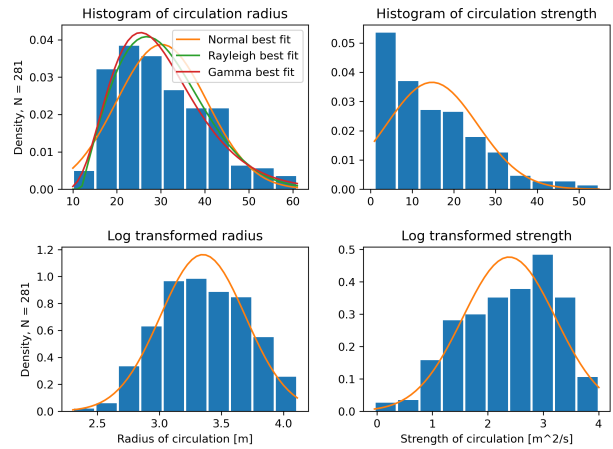 Histogram of circulation radius
Density, N = 281
0.04
0.03
0.02
0.01
0.00
10 20 30 40 50 60
Normal best fit
Rayleigh best fit
Gamma best fit
Histogram of circulation strength
0.05
0.04
0.03
0.02
0.01
0.00
0 10 20 30 40 50
Log transformed radius
Density, N = 281
1.2
1.0
0.8
0.6
0.4
0.2
0.0
2.5 3.0 3.5 4.0
Radius of circulation [m]
Log transformed strength
0.5
0.4
0.3
0.2
0.1
0.0
0 1 2 3 4
Strength of circulation [m^2/s]